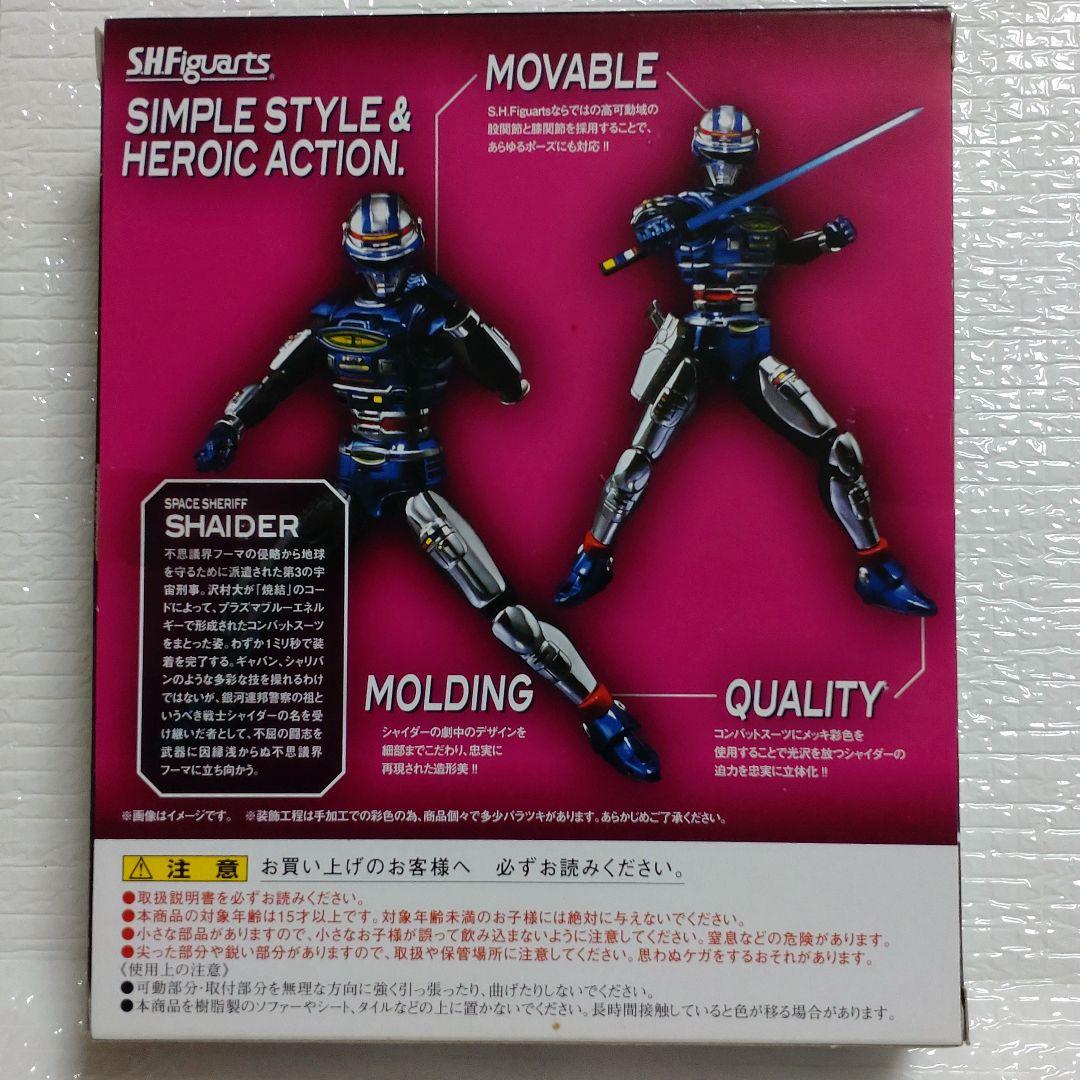 S.H.Figuarts
SIMPLE STYLE &
HEROIC ACTION.
MOVABLE
S.H.Figuartsならではの高可動域の
股関節と膝関節を採用することで、
あらゆるポーズにも対応!!
SPACE SHERIFF
SHAIDER
不思議界フーマの侵略から地球
を守るために派遣された第3の宇
宙刑事。沢村大が「焼結」のコー
ドによって、プラズマブルーエネル
ギーで形成されたコンバットスーツ
をまとった姿。わずか1ミリ秒で装
着を完了する。ギャバン、シャリバ
ンのような多彩な技を操れるわけ
ではないが、銀河連邦警察の祖と
いうべき戦士シャイダーの名を受
け継いだ者として、不屈の闘志を
武器に因縁浅からぬ不思議界
フーマに立ち向かう。
MOLDING
シャイダーの劇中のデザインを
細部までこだわり、忠実に
再現された造形美!!
QUALITY
コンバットスーツにメッキ彩色を
使用することで光沢を放つシャイダーの
迫力を忠実に立体化!!
※画像はイメージです。 ※装飾工程は手加工での彩色の為、商品個々で多少バラツキがあります。あらかじめご了承ください。
注意 お買い上げのお客様へ 必ずお読みください。
●取扱説明書を必ずお読みください。
●本商品の対象年齢は15才以上です。対象年齢未満のお子様には絶対に与えないでください。
●小さな部品がありますので、小さなお子様が誤って飲み込まないように注意してください。窒息などの危険があります。
●尖った部分や鋭い部分がありますので、取扱や保管場所に注意してください。思わぬケガをするおそれがあります。
《使用上の注意》
●可動部分・取付部分を無理な方向に強く引っ張ったり、曲げたりしないでください。
●本商品を樹脂製のソファーやシート、タイルなどの上に置かないでください。長時間接触していると色が移る場合があります。